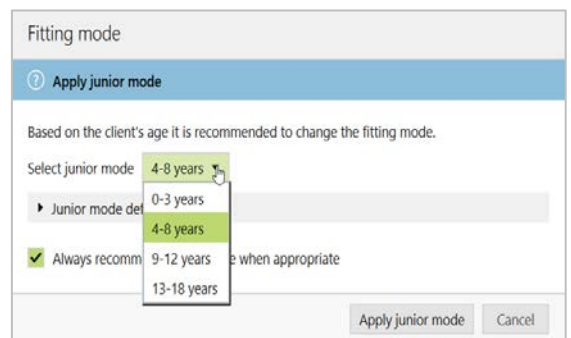 Fitting mode
Apply junior mode
Based on the client's age it is recommended to change the fitting mode.
Select junior mode 4-8 years
0-3 years
Junior mode
4-8 years
Always 9-12 years when appropriate
13-18 years
Apply junior mode Cancel